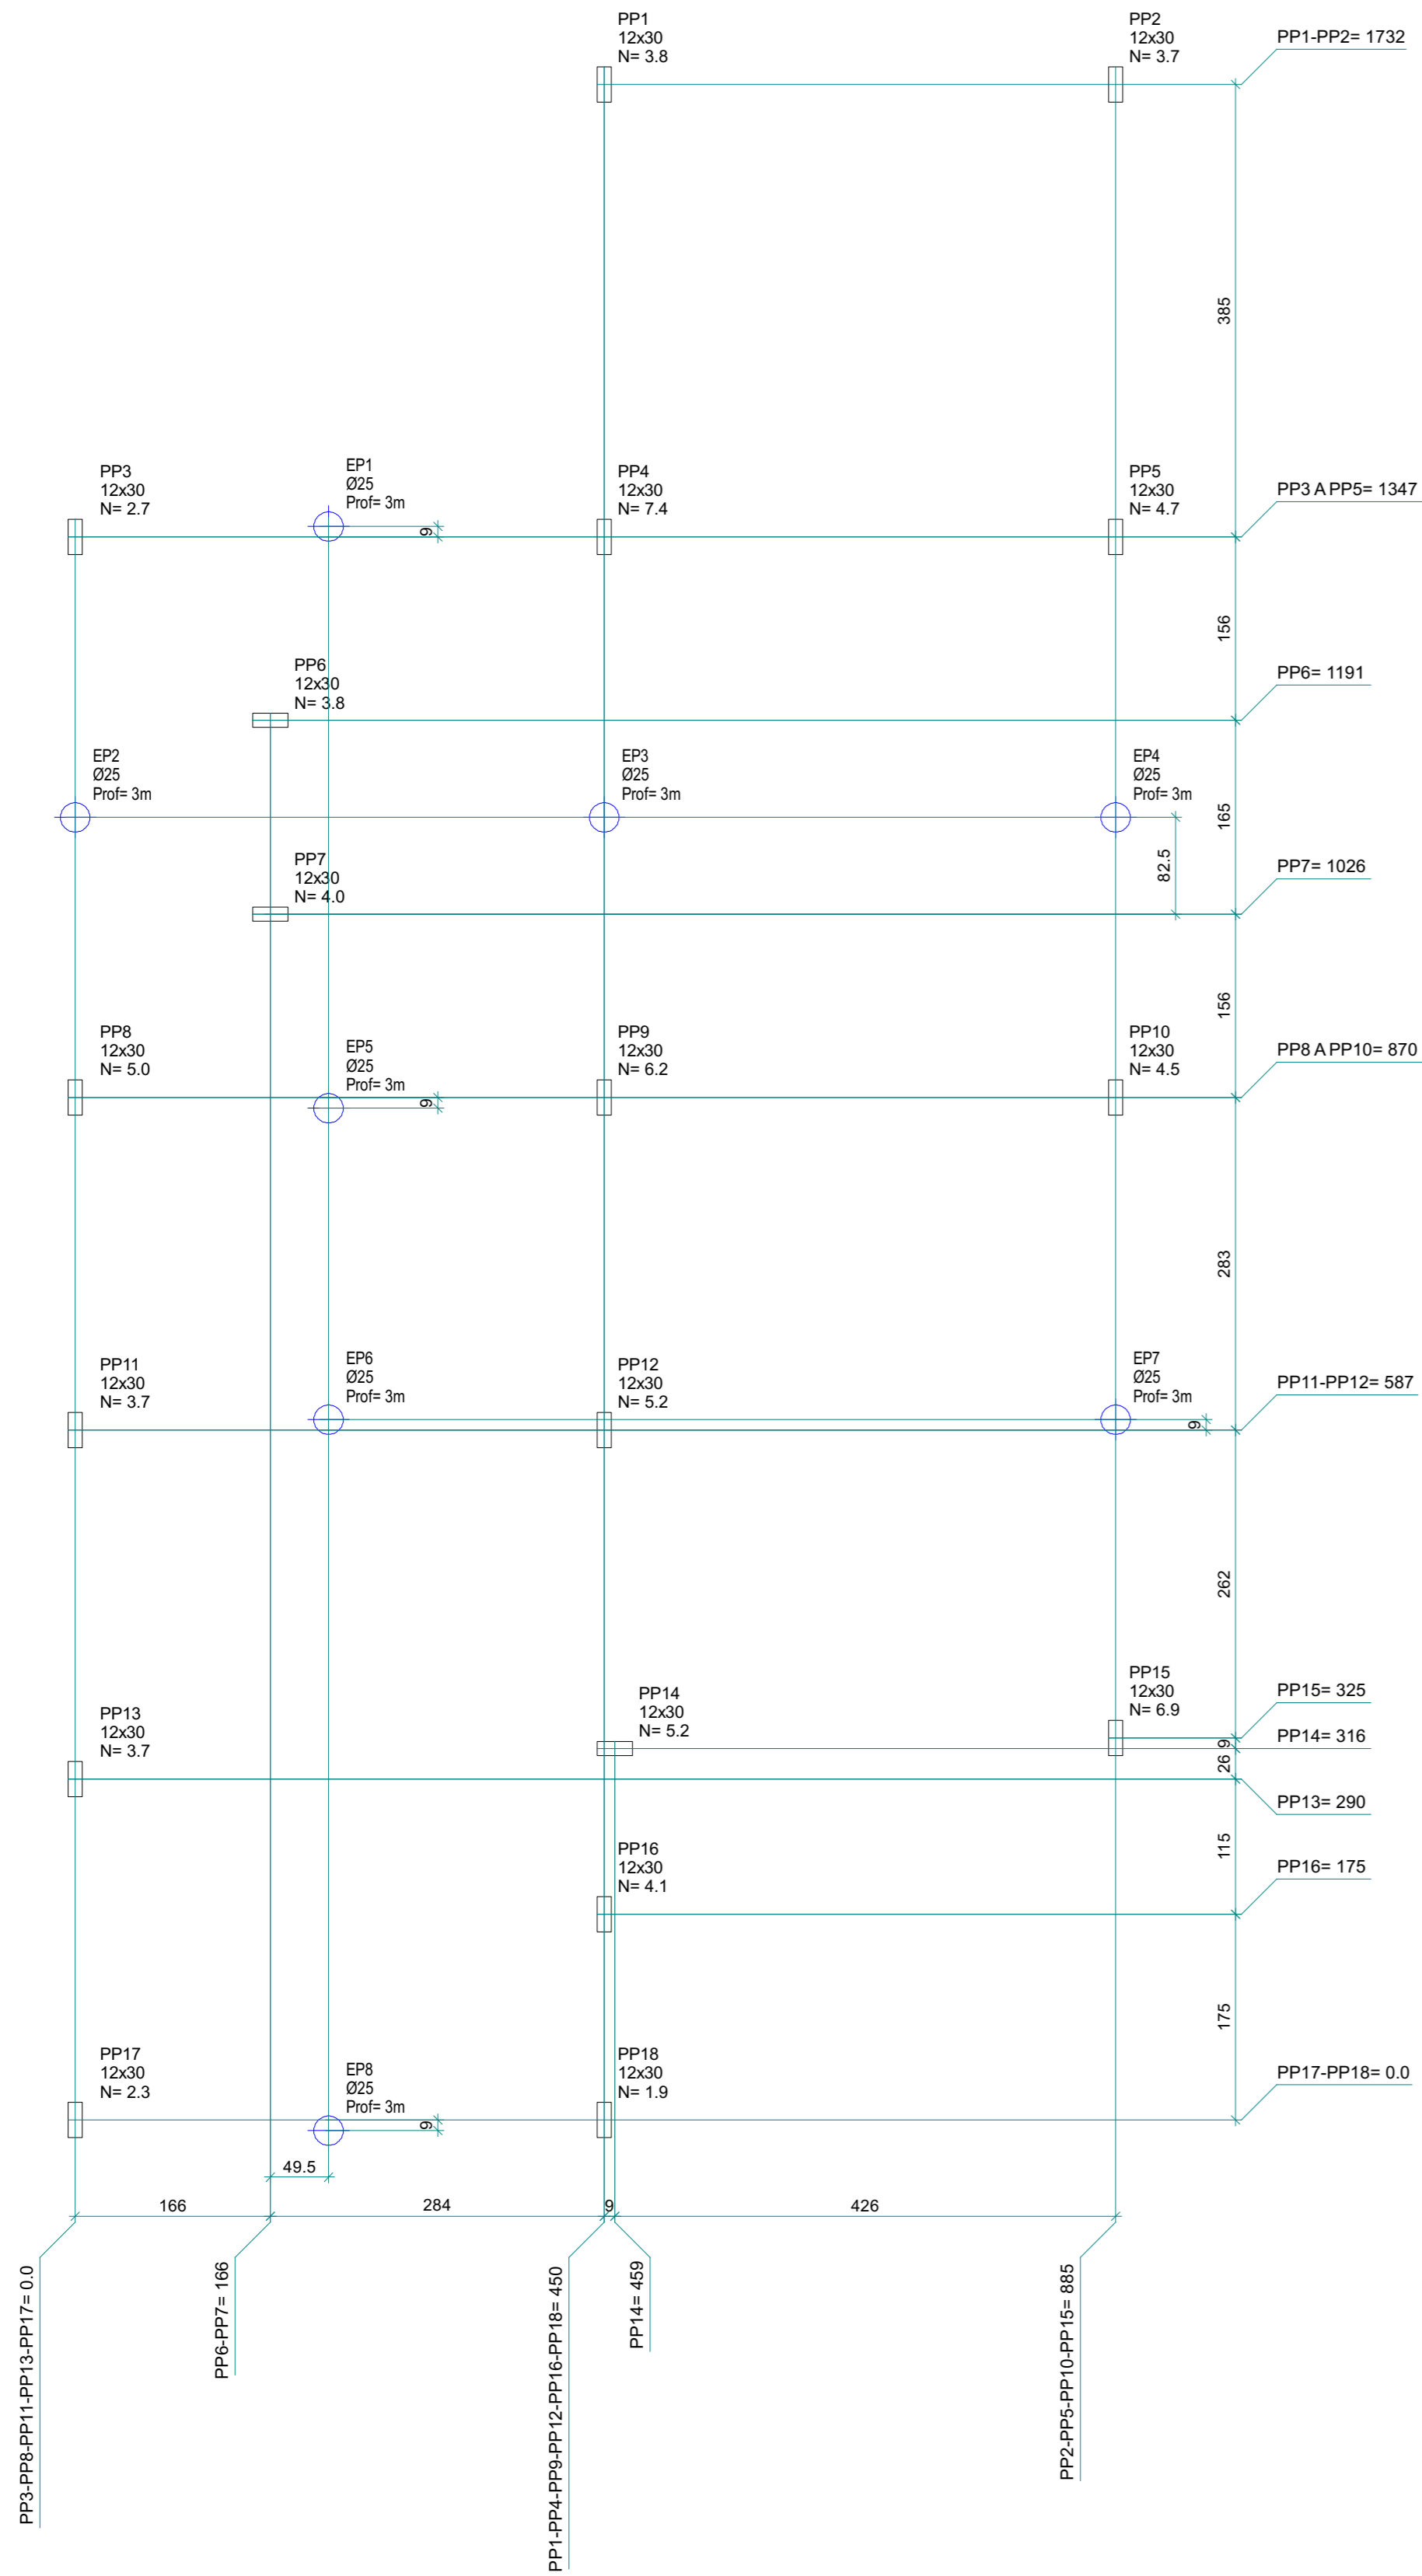 PP1
12x30
N= 3.8
PP2
12x30
N= 3.7
PP1-PP2= 1732
385
PP3
12x30
N= 2.7
EP1
Ø25
Prof= 3m
9
PP4
12x30
N= 7.4
PP5
12x30
N= 4.7
PP3 A PP5= 1347
156
PP6
12x30
N= 3.8
PP6= 1191
EP2
Ø25
Prof= 3m
EP3
Ø25
Prof= 3m
EP4
Ø25
Prof= 3m
165
82.5
PP7
12x30
N= 4.0
PP7= 1026
156
PP8
12x30
N= 5.0
EP5
Ø25
Prof= 3m
9
PP9
12x30
N= 6.2
PP10
12x30
N= 4.5
PP8 A PP10= 870
283
PP11
12x30
N= 3.7
EP6
Ø25
Prof= 3m
PP12
12x30
N= 5.2
EP7
Ø25
Prof= 3m
9
PP11-PP12= 587
262
PP13
12x30
N= 3.7
PP14
12x30
N= 5.2
PP15
12x30
N= 6.9
PP15= 325
9
PP14= 316
26
PP13= 290
115
PP16
12x30
N= 4.1
PP16= 175
175
PP17
12x30
N= 2.3
EP8
Ø25
Prof= 3m
9
PP18
12x30
N= 1.9
PP17-PP18= 0.0
49.5
166
284
9
426
PP3-PP8-PP11-PP13-PP17= 0.0
PP6-PP7= 166
PP1-PP4-PP9-PP12-PP16-PP18= 450
PP14= 459
PP2-PP5-PP10-PP15= 885